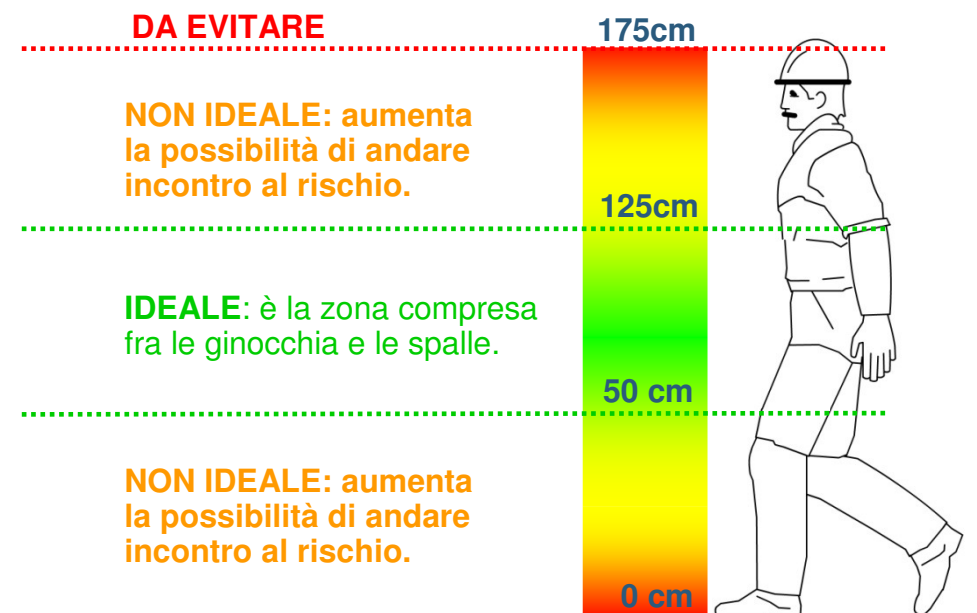 DA EVITARE
175cm
NON IDEALE: aumenta
la possibilità di andare
incontro al rischio.
125cm
IDEALE: è la zona compresa
fra le ginocchia e le spalle.
50 cm
NON IDEALE: aumenta
la possibilità di andare
incontro al rischio.
0 cm